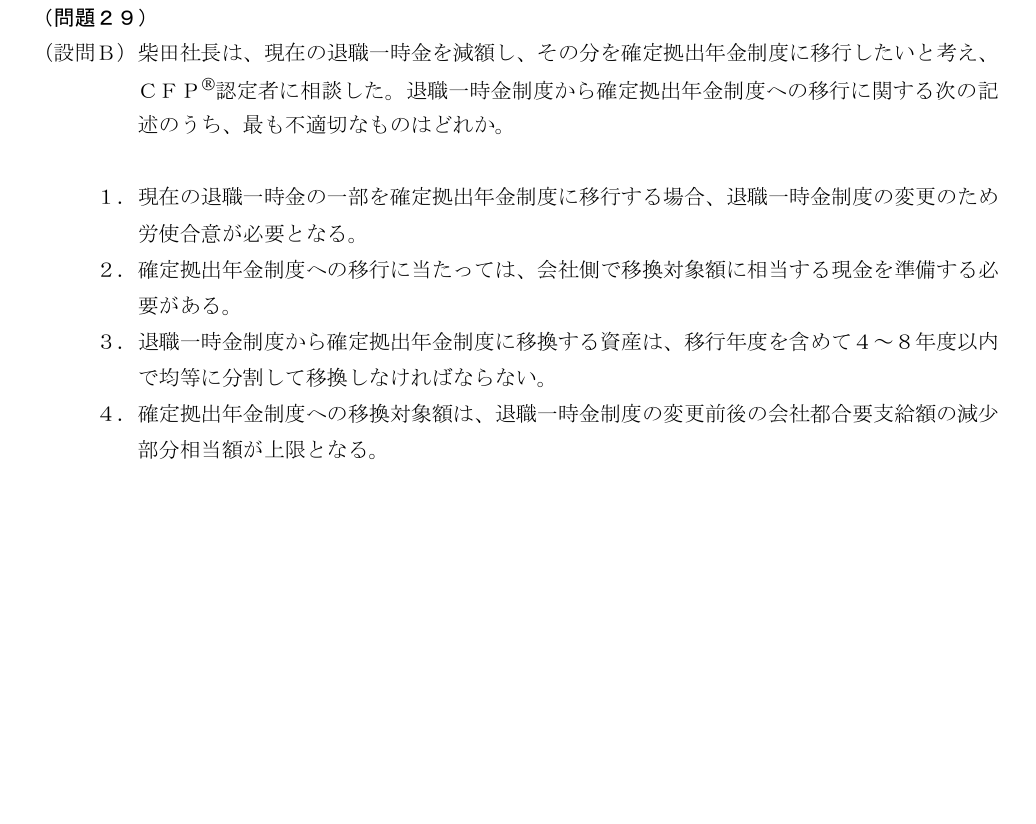 （問題２９）
（設問Ｂ）柴田社長は、現在の退職一時金を減額し、その分を確定拠出年金制度に移行したいと考え、
ＣＦＰ®認定者に相談した。退職一時金制度から確定拠出年金制度への移行に関する次の記
述のうち、最も不適切なものはどれか。
１．現在の退職一時金の一部を確定拠出年金制度に移行する場合、退職一時金制度の変更のため
労使合意が必要となる。
２．確定拠出年金制度への移行に当たっては、会社側で移換対象額に相当する現金を準備する必
要がある。
３．退職一時金制度から確定拠出年金制度に移換する資産は、移行年度を含めて４～８年度以内
で均等に分割して移換しなければならない。
４．確定拠出年金制度への移換対象額は、退職一時金制度の変更前後の会社都合要支給額の減少
部分相当額が上限となる。